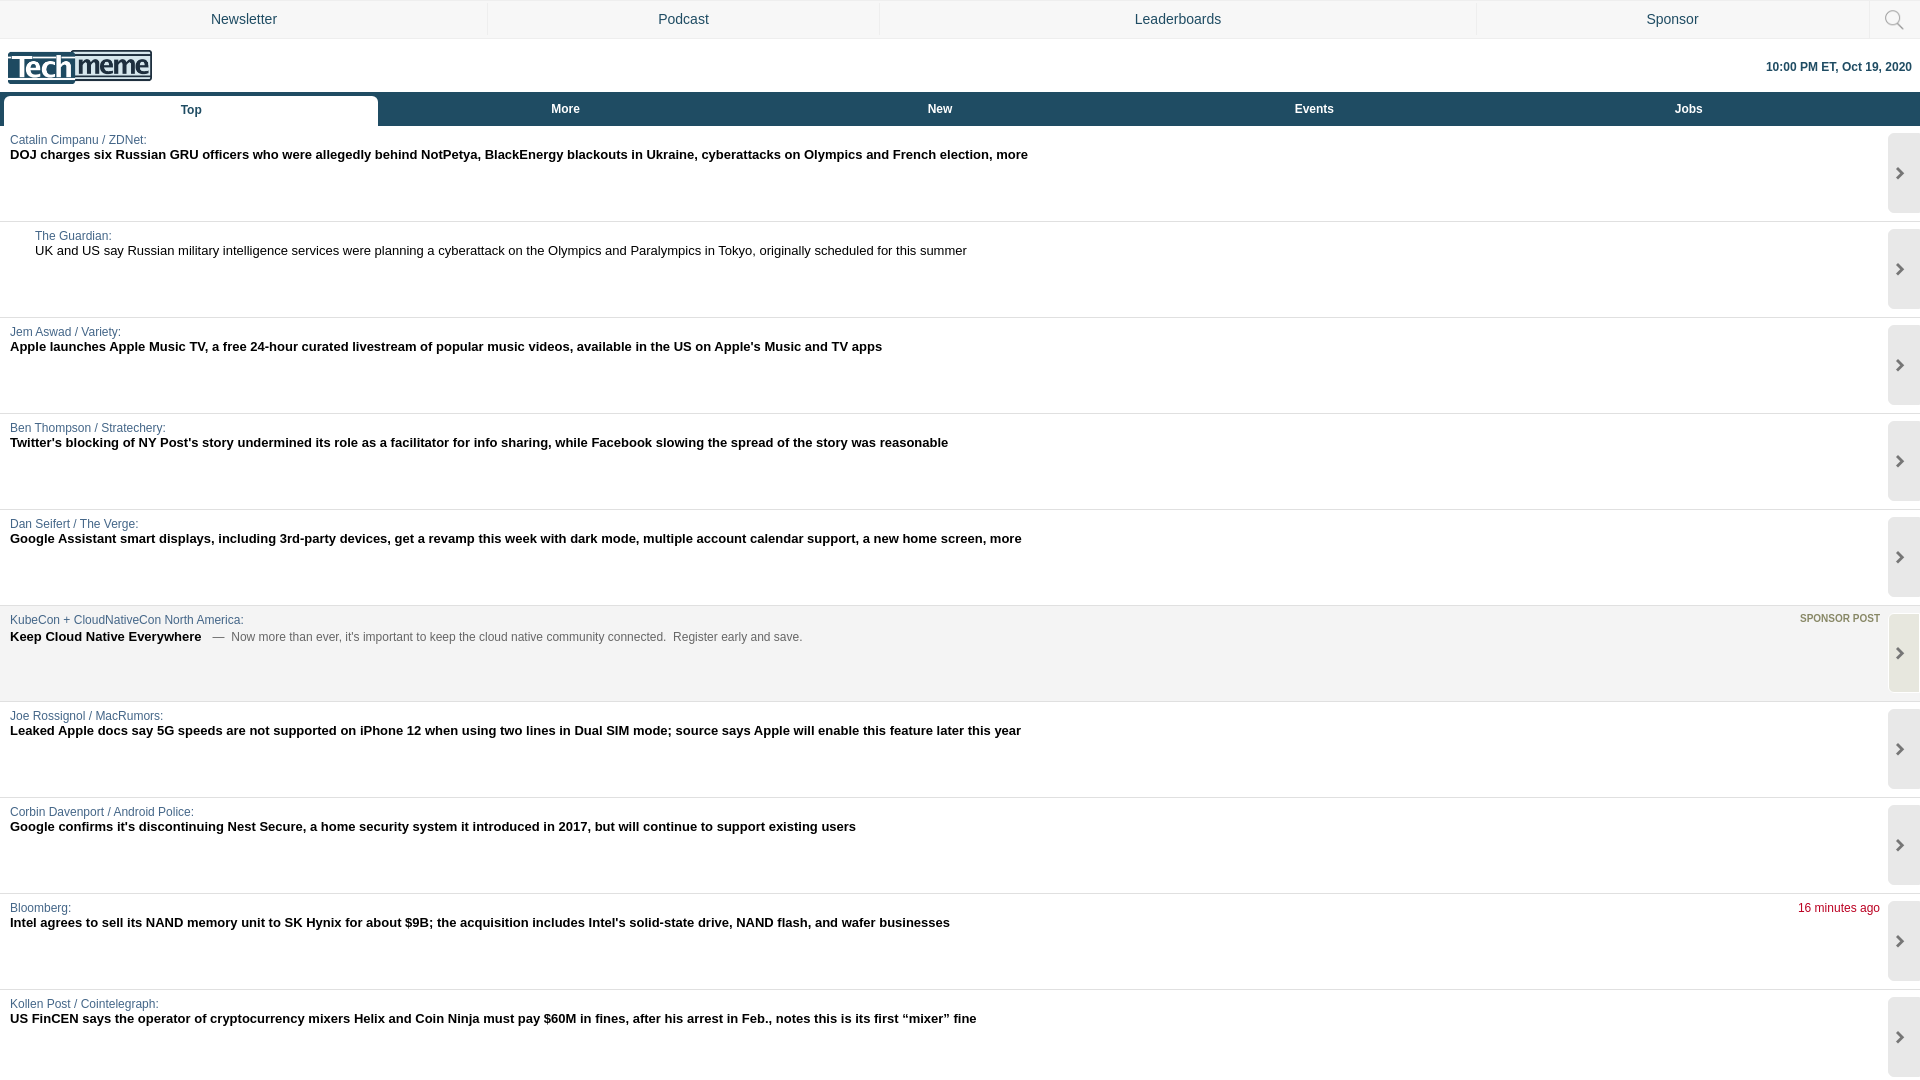 Newsletter
Podcast
Leaderboards
Sponsor
Techmeme
10:00 PM ET, Oct 19, 2020
Top
More
New
Events
Jobs
Catalin Cimpanu / ZDNet:
DOJ charges six Russian GRU officers who were allegedly behind NotPetya, BlackEnergy blackouts in Ukraine, cyberattacks on Olympics and French election, more
The Guardian:
UK and US say Russian military intelligence services were planning a cyberattack on the Olympics and Paralympics in Tokyo, originally scheduled for this summer
Jem Aswad / Variety:
Apple launches Apple Music TV, a free 24-hour curated livestream of popular music videos, available in the US on Apple's Music and TV apps
Ben Thompson / Stratechery:
Twitter's blocking of NY Post's story undermined its role as a facilitator for info sharing, while Facebook slowing the spread of the story was reasonable
Dan Seifert / The Verge:
Google Assistant smart displays, including 3rd-party devices, get a revamp this week with dark mode, multiple account calendar support, a new home screen, more
KubeCon + CloudNativeCon North America:
SPONSOR POST
Keep Cloud Native Everywhere — Now more than ever, it's important to keep the cloud native community connected. Register early and save.
Joe Rossignol / MacRumors:
Leaked Apple docs say 5G speeds are not supported on iPhone 12 when using two lines in Dual SIM mode; source says Apple will enable this feature later this year
Corbin Davenport / Android Police:
Google confirms it's discontinuing Nest Secure, a home security system it introduced in 2017, but will continue to support existing users
Bloomberg:
16 minutes ago
Intel agrees to sell its NAND memory unit to SK Hynix for about $9B; the acquisition includes Intel's solid-state drive, NAND flash, and wafer businesses
Kollen Post / Cointelegraph:
US FinCEN says the operator of cryptocurrency mixers Helix and Coin Ninja must pay $60M in fines, after his arrest in Feb., notes this is its first “mixer” fine